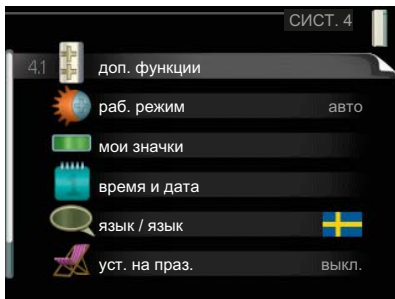 СИСТ. 4
4.1 доп. функции
раб. режим авто
мои значки
время и дата
язык / язык
уст. на праз. выкл.